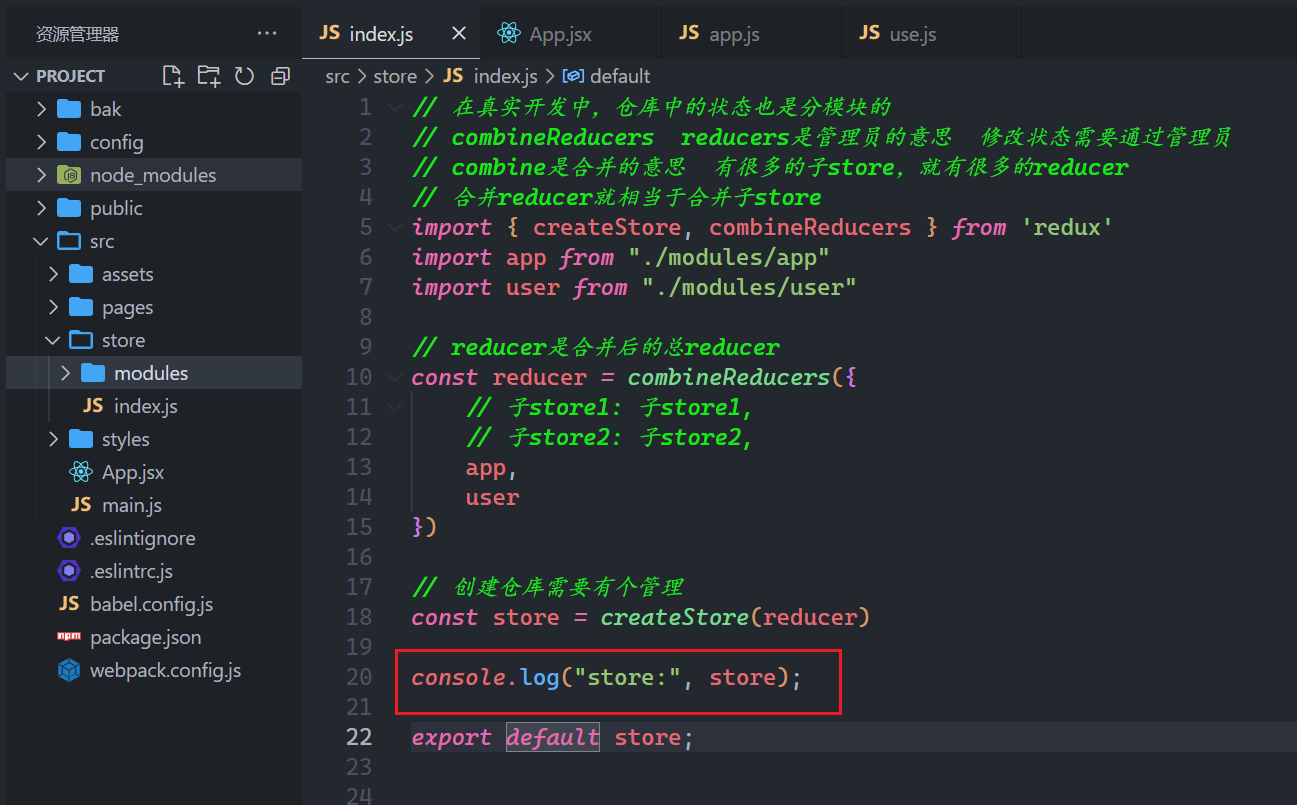 资源管理器 ···
JS index.js × App.jsx JS app.js JS use.js
PROJECT
src > store > JS index.js > default
bak
config
node_modules
public
src
assets
pages
store
modules
JS index.js
styles
App.jsx
JS main.js
.eslintignore
.eslintrc.js
JS babel.config.js
npm package.json
webpack.config.js
1 // 在真实开发中，仓库中的状态也是分模块的
2 // combineReducers  reducers是管理员的意思  修改状态需要通过管理员
3 // combine是合并的意思  有很多的子store，就有很多的reducer
4 // 合并reducer就相当于合并子store
5 import { createStore, combineReducers } from 'redux'
6 import app from "./modules/app"
7 import user from "./modules/user"
8
9 // reducer是合并后的总reducer
10 const reducer = combineReducers({
11     // 子store1: 子store1,
12     // 子store2: 子store2,
13     app,
14     user
15 })
16
17 // 创建仓库需要有个管理
18 const store = createStore(reducer)
19
20 console.log("store:", store);
21
22 export default store;
23
24